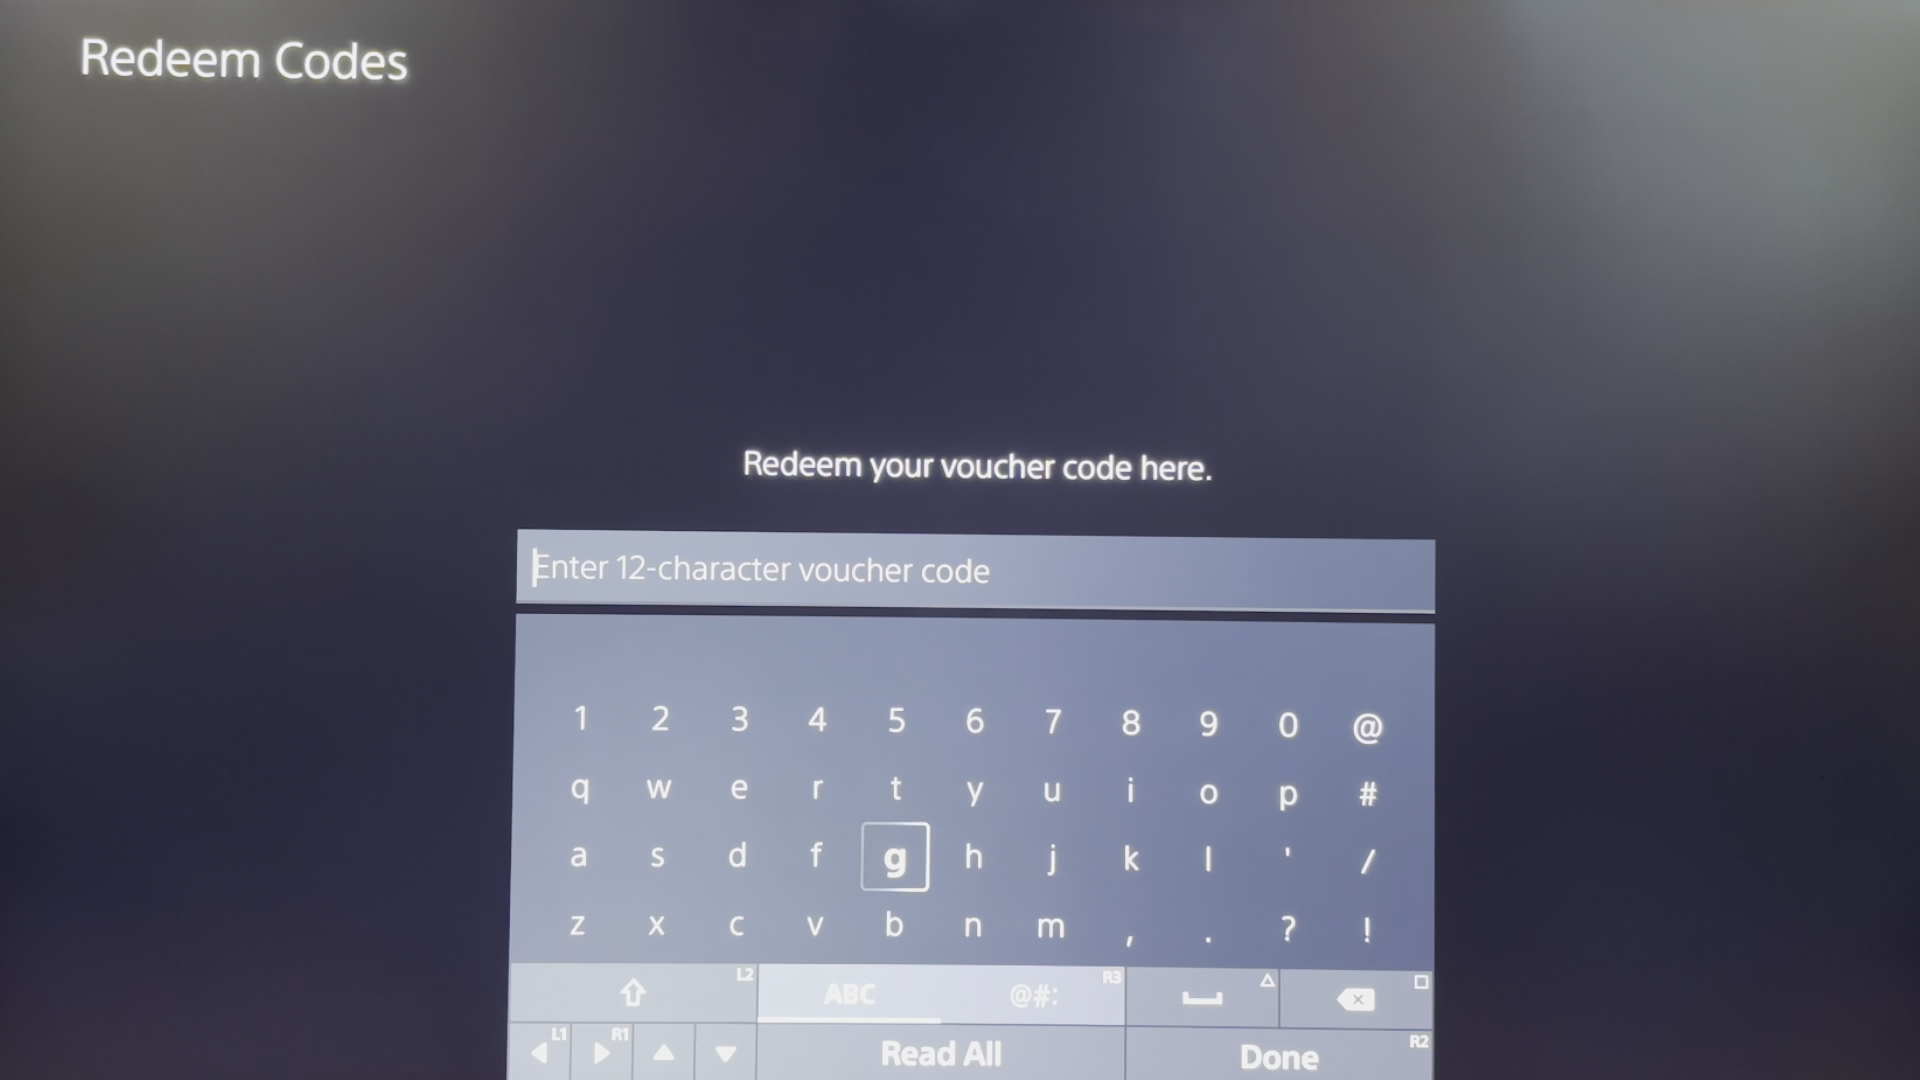 Redeem Codes
Redeem your voucher code here.
Enter 12-character voucher code
1 2 3 4 5 6 7 8 9 0 @
q w e r t y u i o p #
a s d f g h j k l ' /
z x c v b n m , . ? !
L2 ABC @#: R3
L1 R1 Read All Done R2